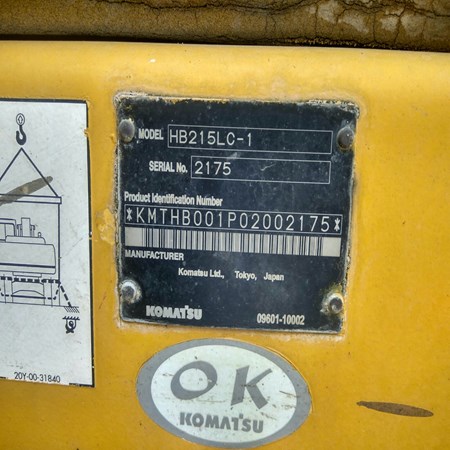 MODEL HB215LC-1
SERIAL No. 2175
Product Identification Number
*KMTHB001P02002175*
MANUFACTURER
Komatsu Ltd., Tokyo, Japan
KOMATSU 09601-10002
20Y-00-31840
OK
KOMATSU